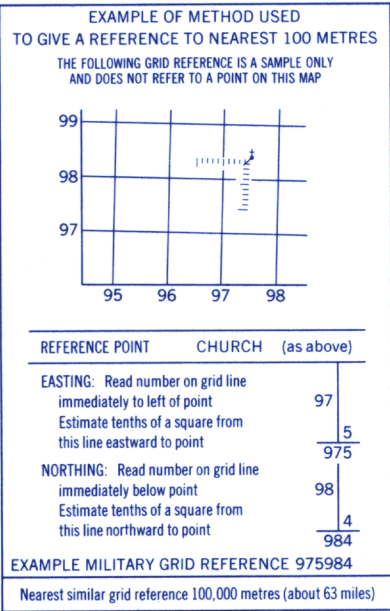 EXAMPLE OF METHOD USED
TO GIVE A REFERENCE TO NEAREST 100 METRES
THE FOLLOWING GRID REFERENCE IS A SAMPLE ONLY
AND DOES NOT REFER TO A POINT ON THIS MAP
99
98
97
95 96 97 98
REFERENCE POINT CHURCH (as above)
EASTING: Read number on grid line
immediately to left of point 97
Estimate tenths of a square from
this line eastward to point 5
975
NORTHING: Read number on grid line
immediately below point 98
Estimate tenths of a square from
this line northward to point 4
984
EXAMPLE MILITARY GRID REFERENCE 975984
Nearest similar grid reference 100,000 metres (about 63 miles)